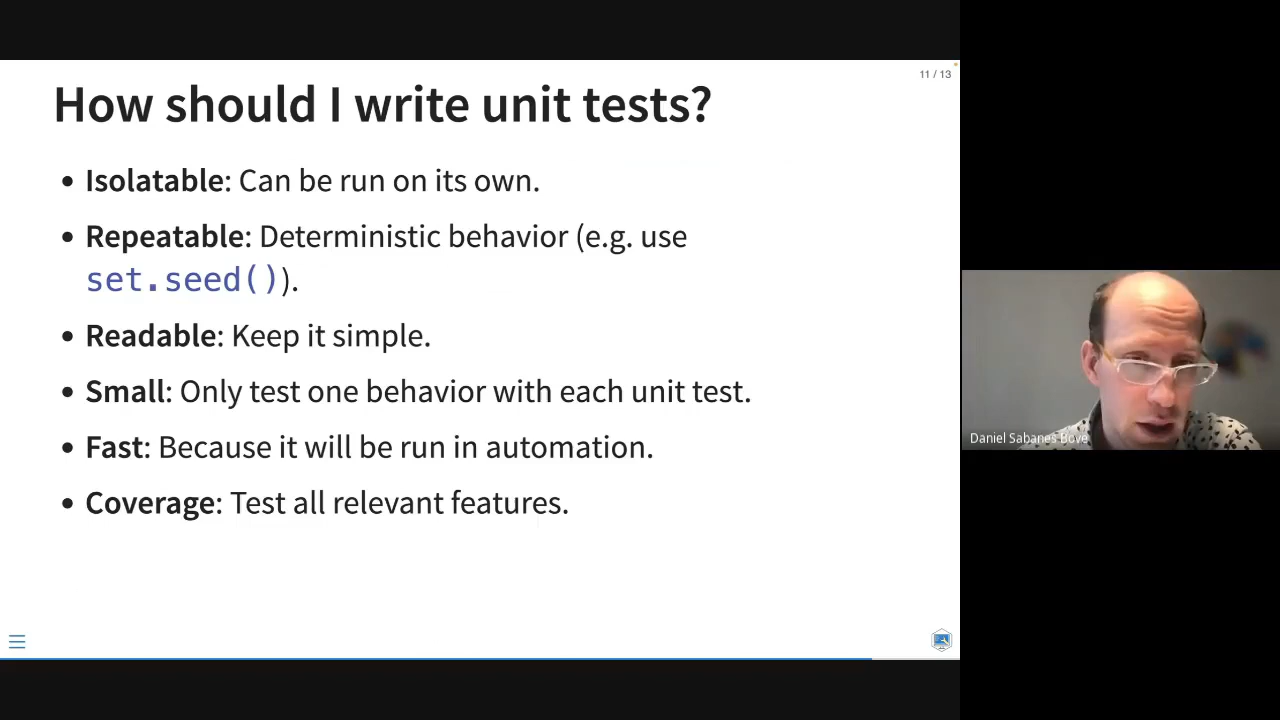 11 / 13
How should I write unit tests?
• Isolatable: Can be run on its own.
• Repeatable: Deterministic behavior (e.g. use
set.seed()).
• Readable: Keep it simple.
• Small: Only test one behavior with each unit test.
• Fast: Because it will be run in automation.
• Coverage: Test all relevant features.
Daniel Sabanes Bove